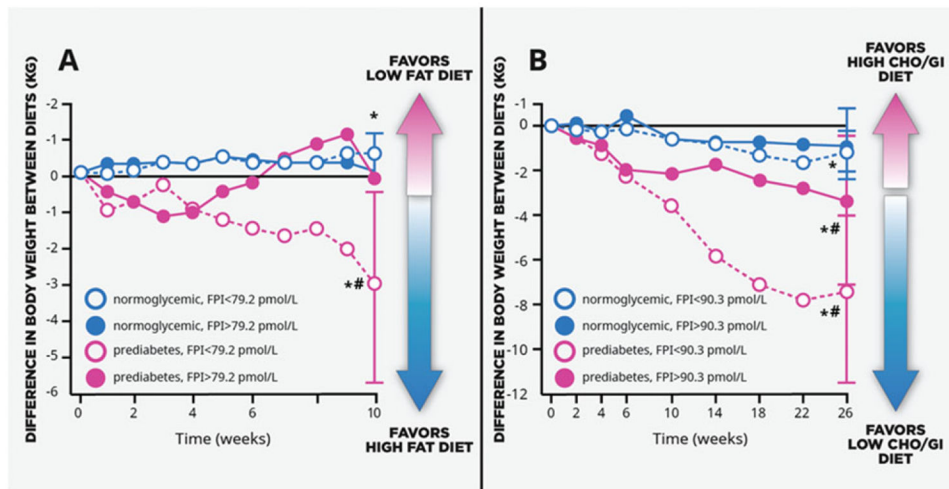 A
FAVORS
LOW FAT DIET
DIFFERENCE IN BODY WEIGHT BETWEEN DIETS (KG)
-2
-1
0
-1
-2
-3
-4
-5
-6
*
*#
normoglycemic, FPI<79.2 pmol/L
normoglycemic, FPI>79.2 pmol/L
prediabetes, FPI<79.2 pmol/L
prediabetes, FPI>79.2 pmol/L
0 2 4 6 10
Time (weeks)
FAVORS
HIGH FAT DIET
B
FAVORS
HIGH CHO/GI
DIET
DIFFERENCE IN BODY WEIGHT BETWEEN DIETS (KG)
-1
0
-2
-4
-6
-8
-10
-12
*
*#
*#
normoglycemic, FPI<90.3 pmol/L
normoglycemic, FPI>90.3 pmol/L
prediabetes, FPI<90.3 pmol/L
prediabetes, FPI>90.3 pmol/L
0 2 4 6 10 14 18 22 26
Time (weeks)
FAVORS
LOW CHO/GI
DIET